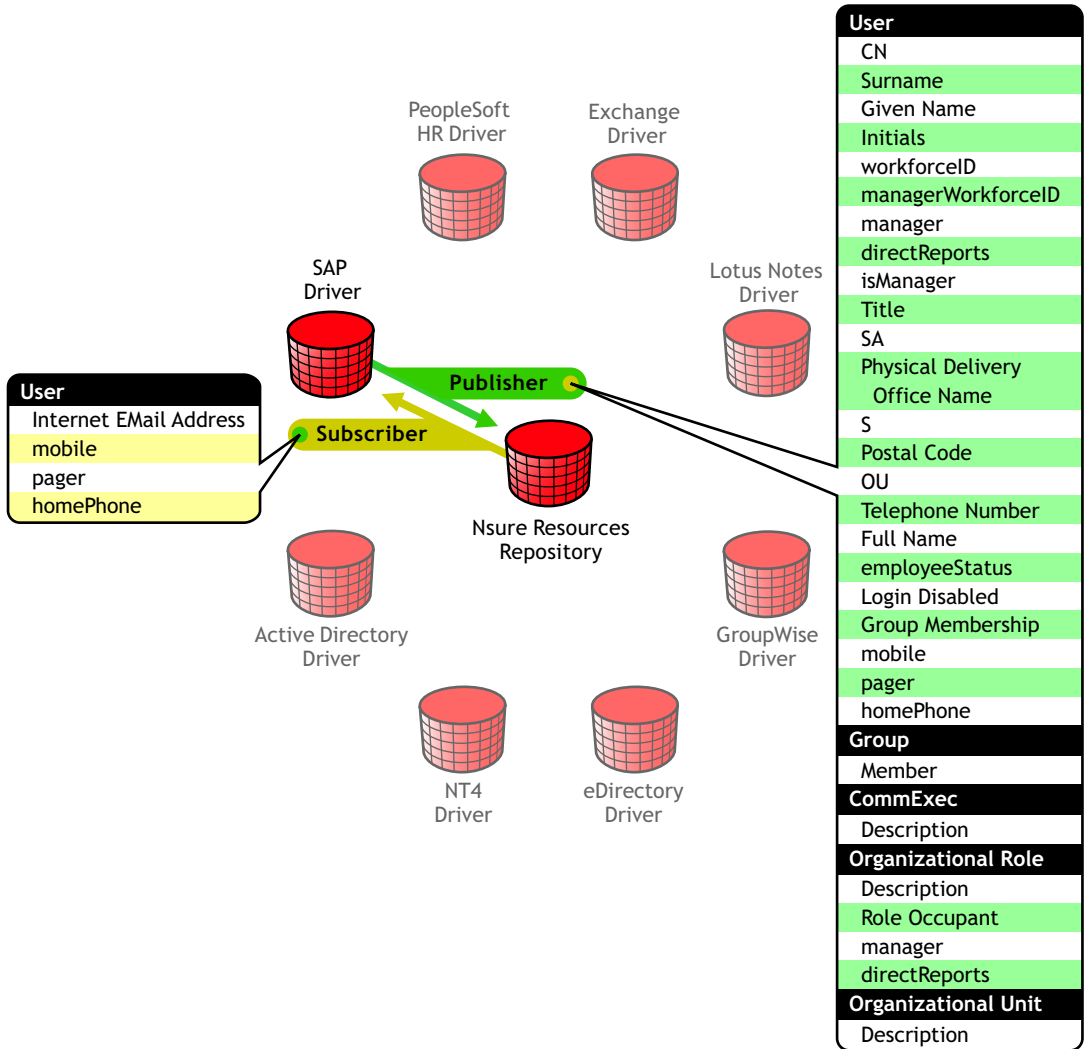 PeopleSoft
HR Driver
Exchange
Driver
SAP
Driver
Lotus Notes
Driver
Publisher
Subscriber
Nsure Resources
Repository
Active Directory
Driver
GroupWise
Driver
NT4
Driver
eDirectory
Driver
User
Internet EMail Address
mobile
pager
homePhone
User
CN
Surname
Given Name
Initials
workforceID
managerWorkforceID
manager
directReports
isManager
Title
SA
Physical Delivery
Office Name
S
Postal Code
OU
Telephone Number
Full Name
employeeStatus
Login Disabled
Group Membership
mobile
pager
homePhone
Group
Member
CommExec
Description
Organizational Role
Description
Role Occupant
manager
directReports
Organizational Unit
Description